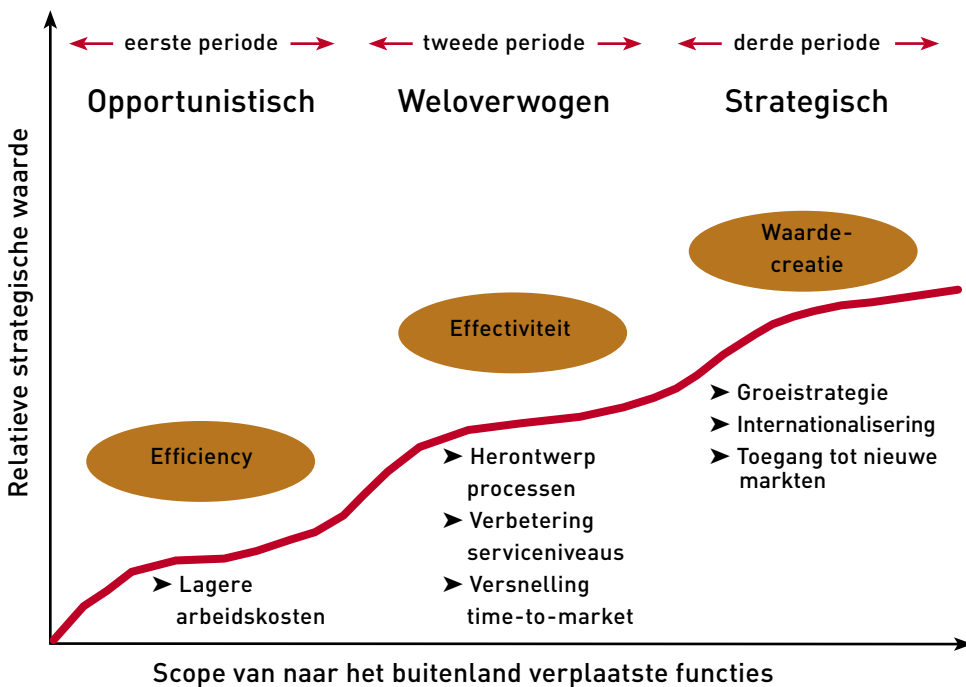 eerste periode
tweede periode
derde periode
Opportunistisch
Weloverwogen
Strategisch
Relatieve strategische waarde
Waarde-
creatie
Effectiviteit
Efficiency
➤ Lagere
arbeidskosten
➤ Herontwerp
processen
➤ Verbetering
serviceniveaus
➤ Versnelling
time-to-market
➤ Groeistrategie
➤ Internationalisering
➤ Toegang tot nieuwe
markten
Scope van naar het buitenland verplaatste functies